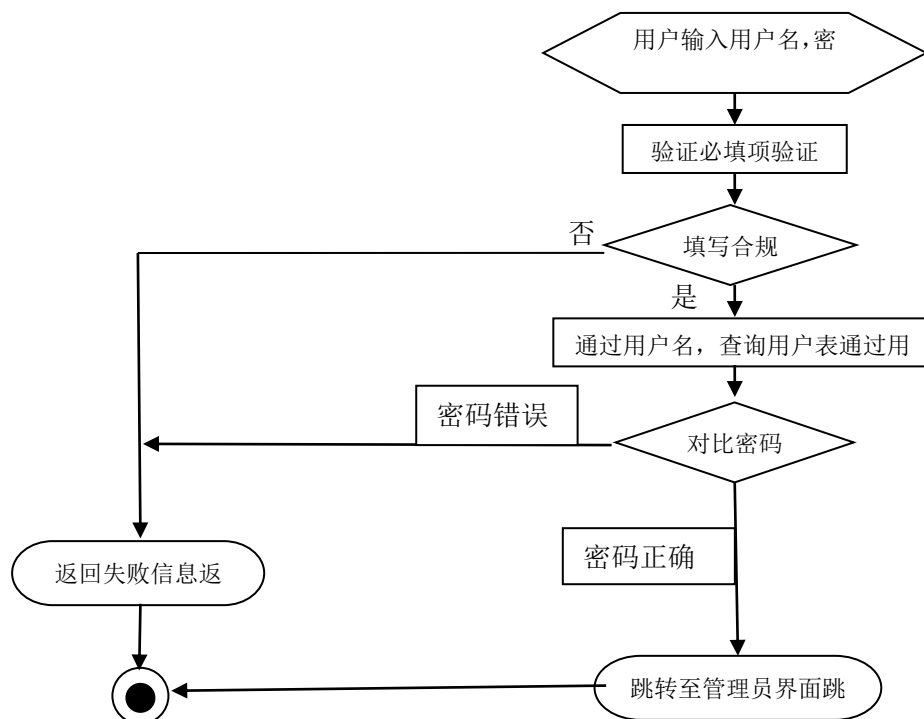 用户输入用户名,密
验证必填项验证
否
填写合规
是
通过用户名，查询用户表通过用
密码错误
对比密码
密码正确
返回失败信息返
跳转至管理员界面跳